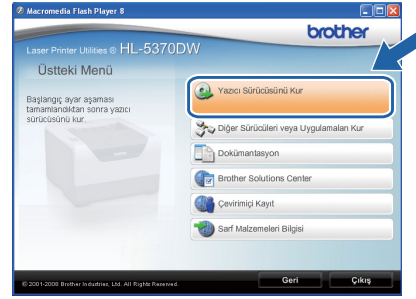 Macromedia Flash Player 8
brother
Laser Printer Utilities ® HL-5370DW
Üstteki Menü
Başlangıç ayar aşaması
tamamlandıktan sonra yazıcı
sürücüsünü kur.
Yazıcı Sürücüsünü Kur
Diğer Sürücüleri veya Uygulamaları Kur
Dokümantasyon
Brother Solutions Center
Çevirimiçi Kayıt
Sarf Malzemeleri Bilgisi
© 2001-2008 Brother Industries, Ltd. All Rights Reserved.
Geri
Çıkış